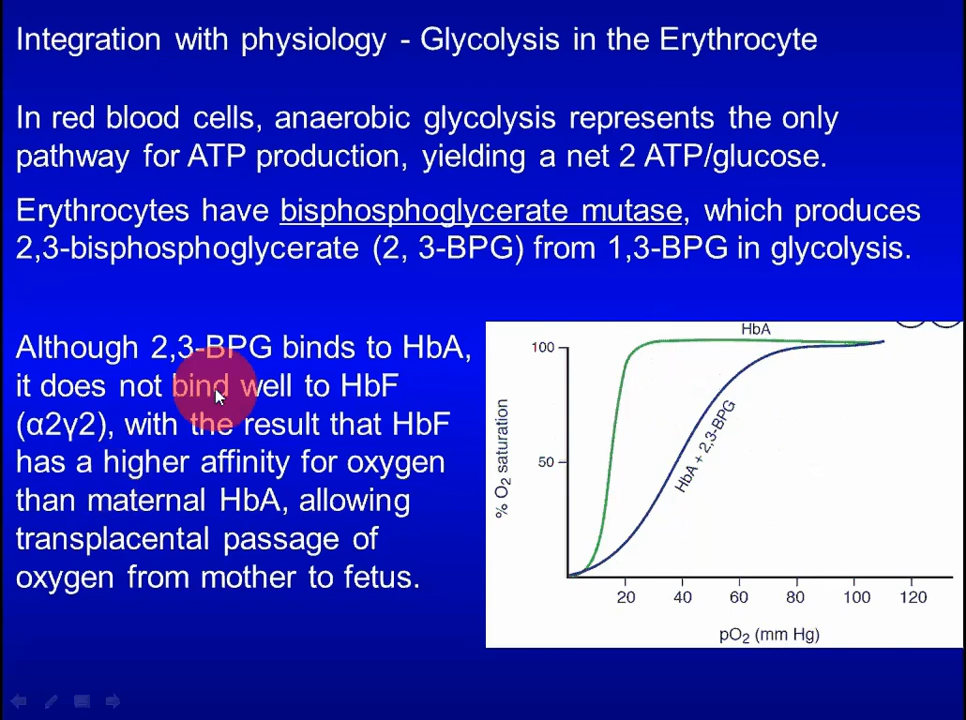 Integration with physiology - Glycolysis in the Erythrocyte
In red blood cells, anaerobic glycolysis represents the only
pathway for ATP production, yielding a net 2 ATP/glucose.
Erythrocytes have bisphosphoglycerate mutase, which produces
2,3-bisphosphoglycerate (2, 3-BPG) from 1,3-BPG in glycolysis.
Although 2,3-BPG binds to HbA,
it does not bind well to HbF
(α2γ2), with the result that HbF
has a higher affinity for oxygen
than maternal HbA, allowing
transplacental passage of
oxygen from mother to fetus.
HbA
100
50
% O2 saturation
HbA + 2,3-BPG
20 40 60 80 100 120
pO2 (mm Hg)